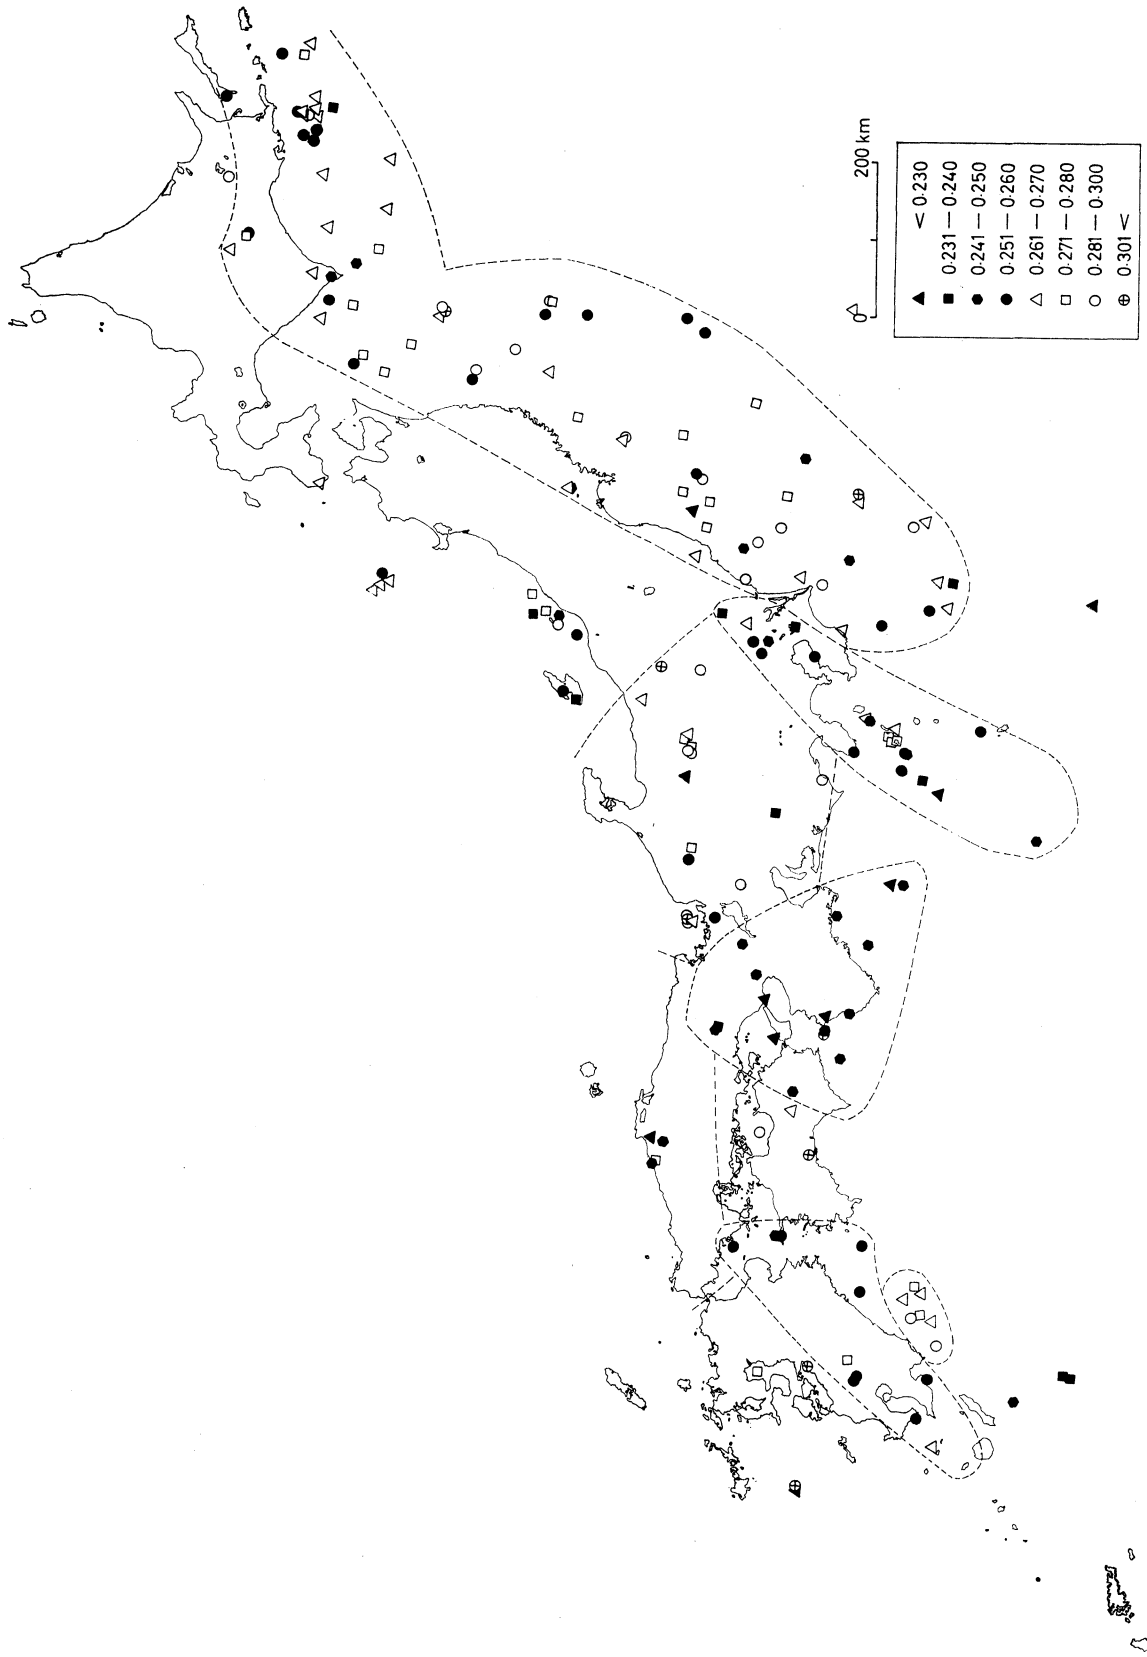 0 200 km
▲ < 0·230
■ 0·231 — 0·240
⬢ 0·241 — 0·250
● 0·251 — 0·260
△ 0·261 — 0·270
□ 0·271 — 0·280
○ 0·281 — 0·300
⊕ 0·301 <